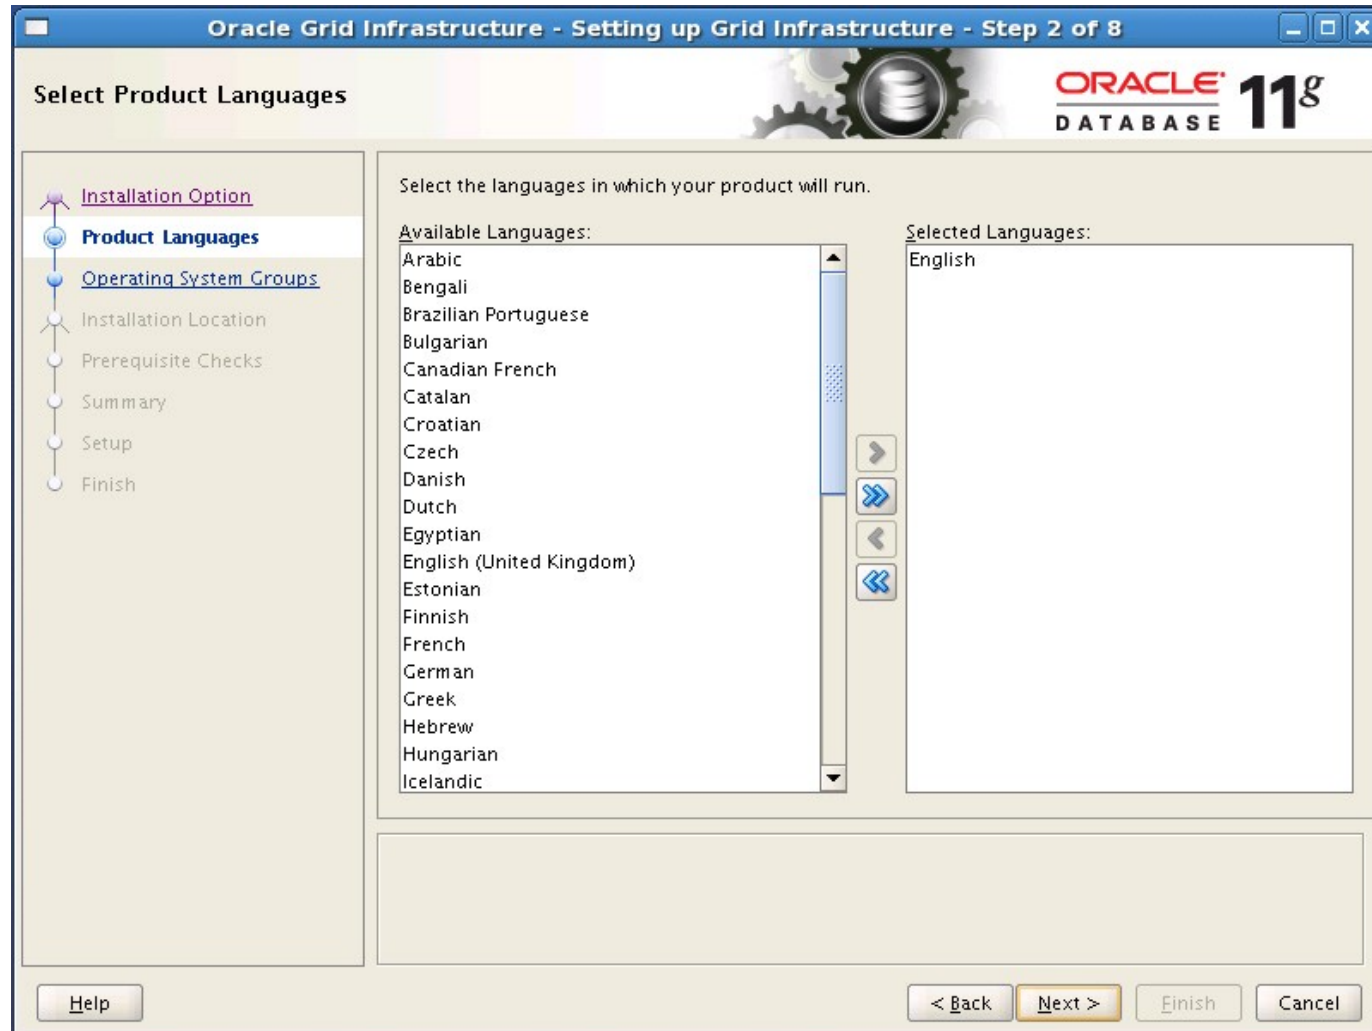 Oracle Grid Infrastructure - Setting up Grid Infrastructure - Step 2 of 8
Select Product Languages
ORACLE 11g
DATABASE
Installation Option
Product Languages
Operating System Groups
Installation Location
Prerequisite Checks
Summary
Setup
Finish
Select the languages in which your product will run.
Available Languages:
Arabic
Bengali
Brazilian Portuguese
Bulgarian
Canadian French
Catalan
Croatian
Czech
Danish
Dutch
Egyptian
English (United Kingdom)
Estonian
Finnish
French
German
Greek
Hebrew
Hungarian
Icelandic
Selected Languages:
English
Help
< Back
Next >
Finish
Cancel